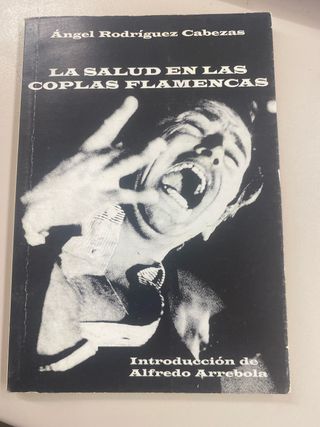 Ángel Rodríguez Cabezas
LA SALUD EN LAS
COPLAS FLAMENCAS
Introducción de
Alfredo Arrebola